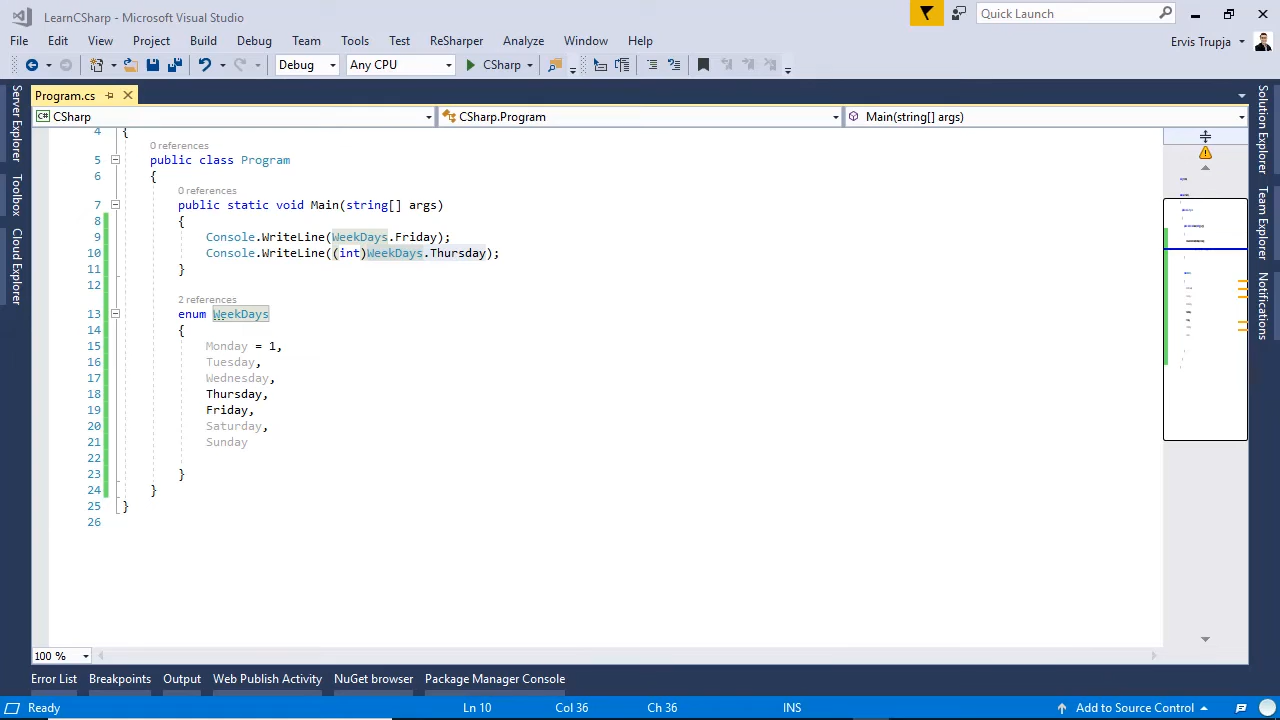 LearnCSharp - Microsoft Visual Studio
Quick Launch
File Edit View Project Build Debug Team Tools Test ReSharper Analyze Window Help
Ervis Trupja
Debug Any CPU CSharp
Program.cs
CSharp CSharp.Program Main(string[] args)
Server Explorer
Toolbox
Cloud Explorer
Solution Explorer
Team Explorer
Notifications
4 {
0 references
5 public class Program
6 {
0 references
7 public static void Main(string[] args)
8 {
9 Console.WriteLine(WeekDays.Friday);
10 Console.WriteLine((int)WeekDays.Thursday);
11 }
12
2 references
13 enum WeekDays
14 {
15 Monday = 1,
16 Tuesday,
17 Wednesday,
18 Thursday,
19 Friday,
20 Saturday,
21 Sunday
22
23 }
24 }
25 }
26
100 %
Error List Breakpoints Output Web Publish Activity NuGet browser Package Manager Console
Ready Ln 10 Col 36 Ch 36 INS Add to Source Control